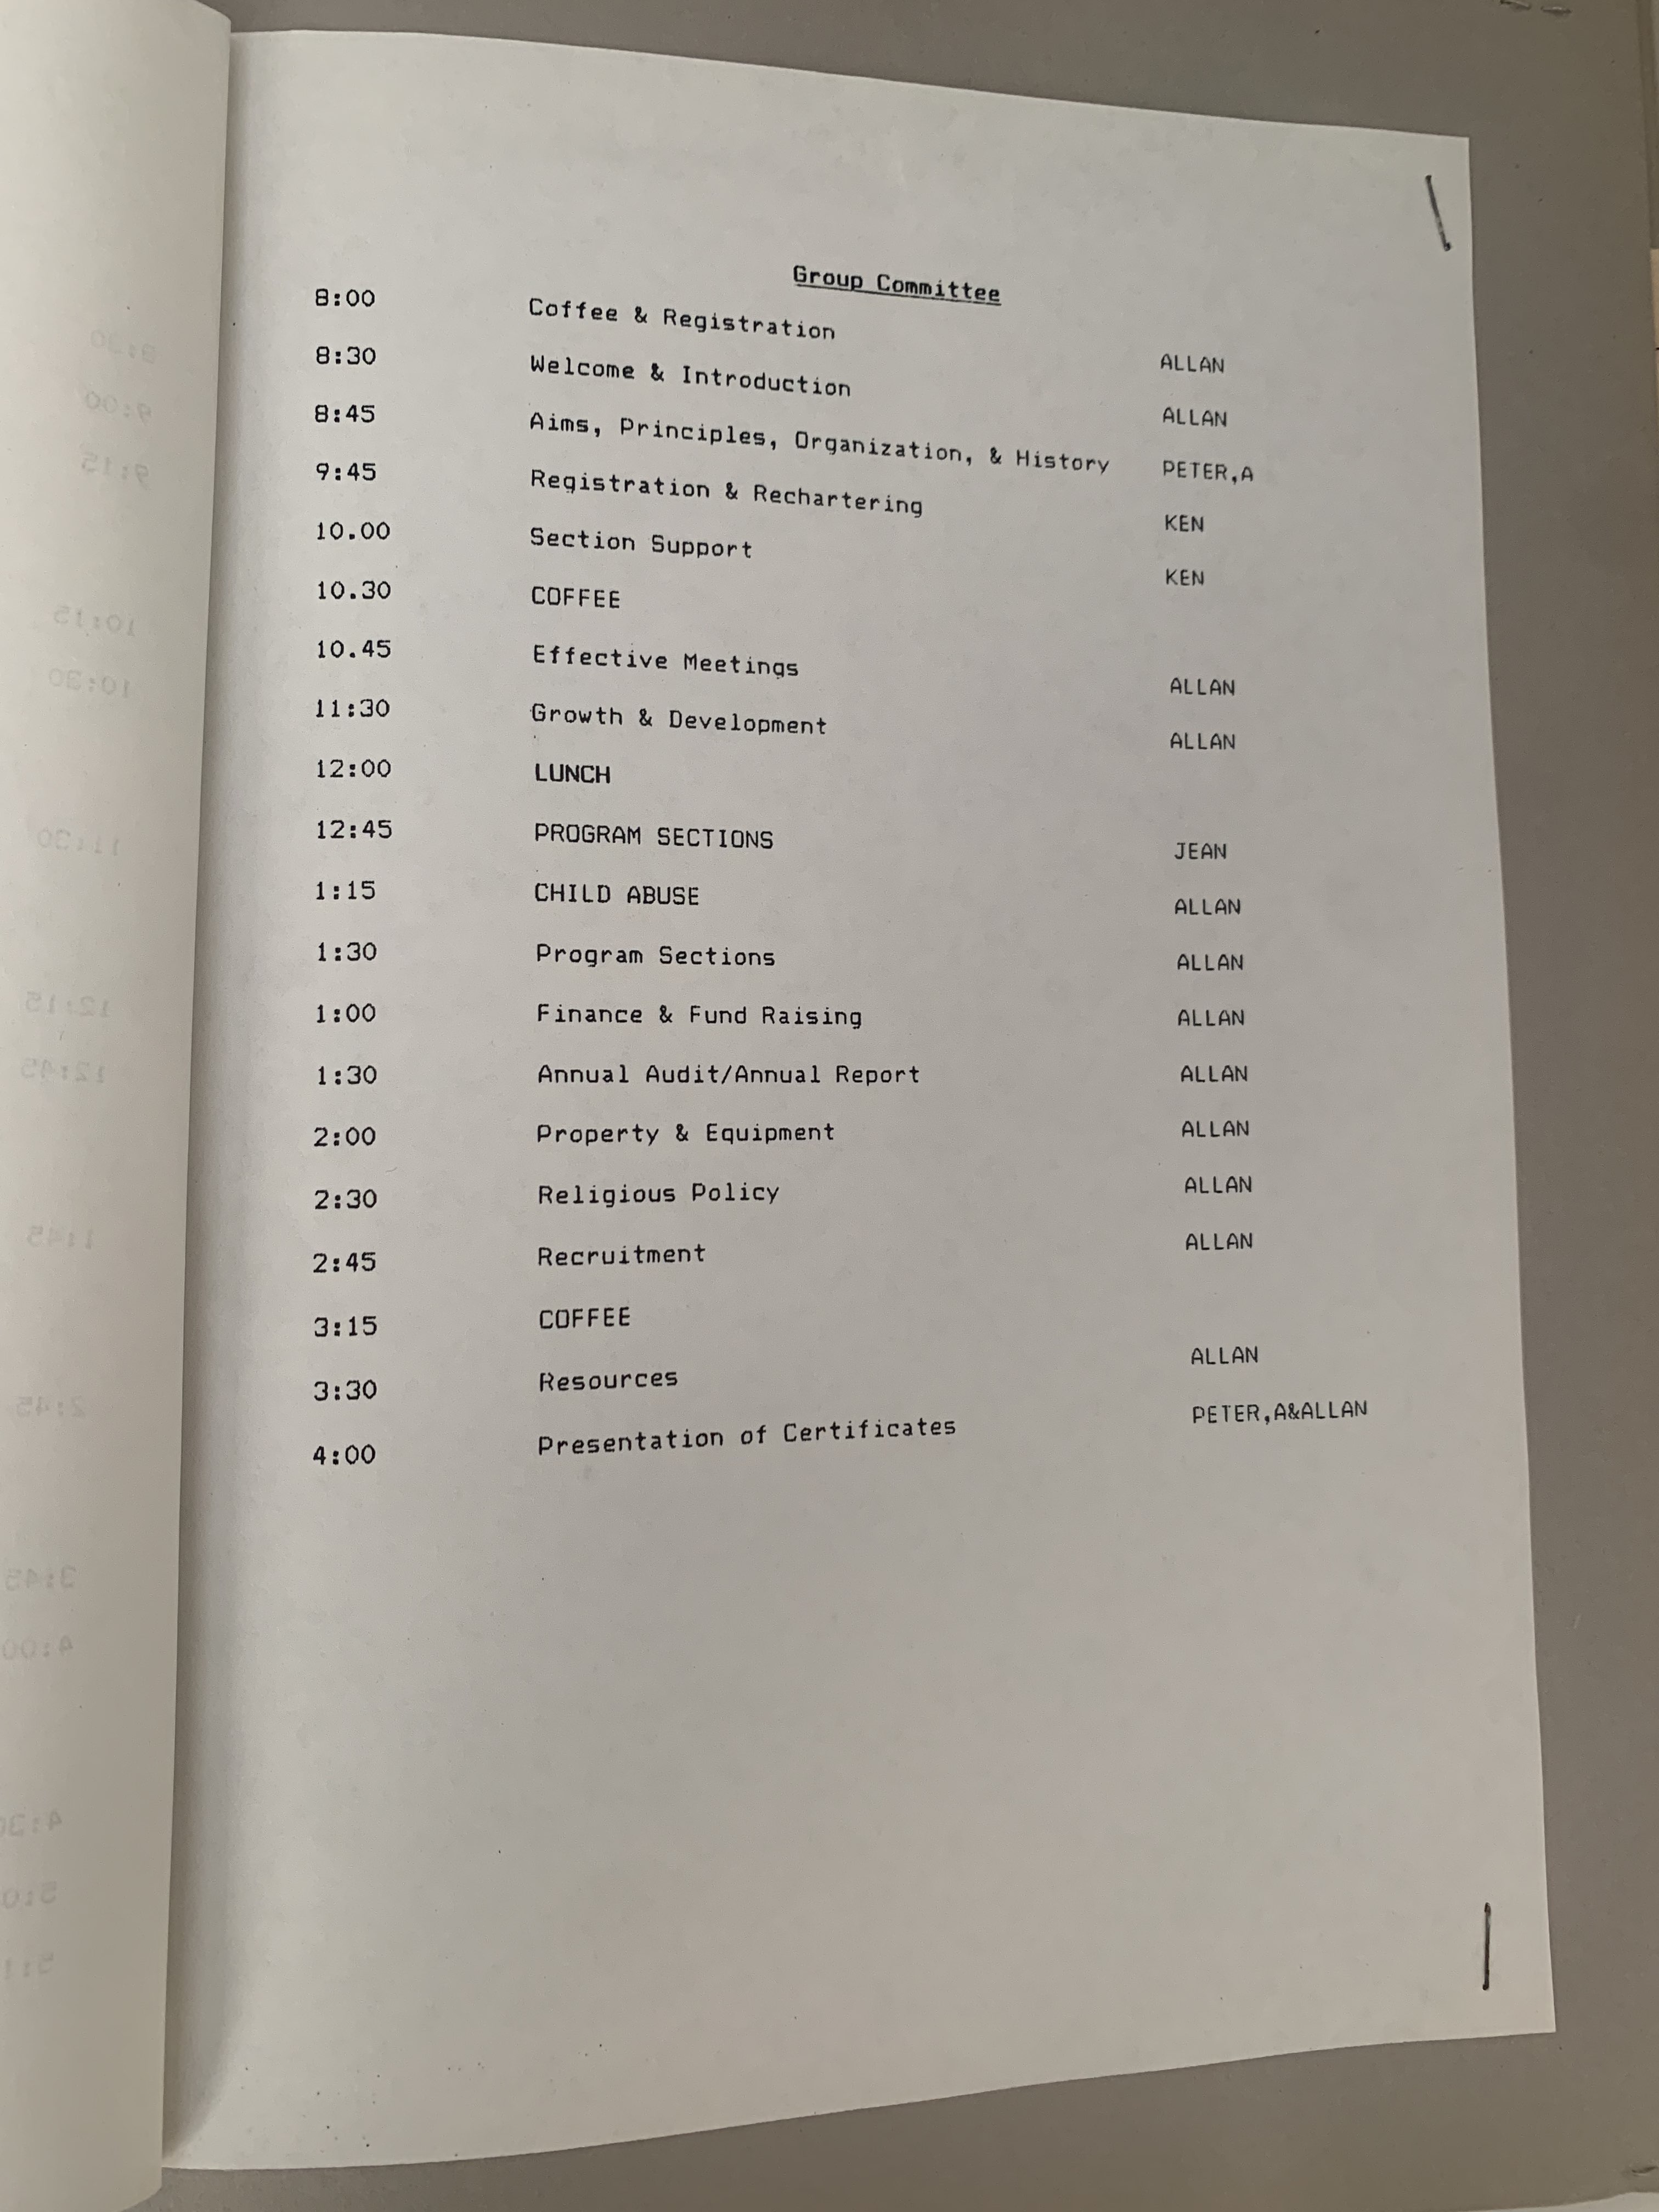 Group Committee
8:00 Coffee & Registration ALLAN
8:30 Welcome & Introduction ALLAN
8:45 Aims, Principles, Organization, & History PETER,A
9:45 Registration & Rechartering KEN
10.00 Section Support KEN
10.30 COFFEE
10.45 Effective Meetings ALLAN
11:30 Growth & Development ALLAN
12:00 LUNCH
12:45 PROGRAM SECTIONS JEAN
1:15 CHILD ABUSE ALLAN
1:30 Program Sections ALLAN
1:00 Finance & Fund Raising ALLAN
1:30 Annual Audit/Annual Report ALLAN
2:00 Property & Equipment ALLAN
2:30 Religious Policy ALLAN
2:45 Recruitment ALLAN
3:15 COFFEE
3:30 Resources ALLAN
4:00 Presentation of Certificates PETER,A&ALLAN